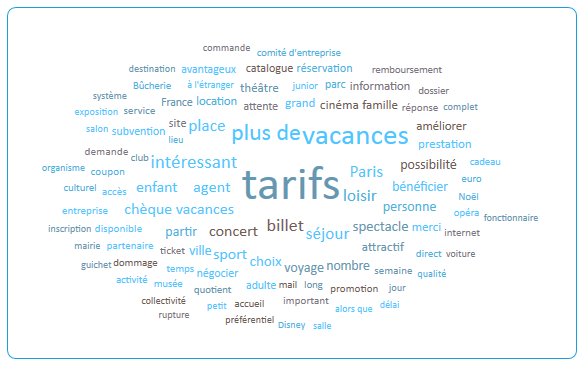 commande
comité d'entreprise
destination avantageux catalogue réservation remboursement
Bûcherie à l'étranger théâtre junior parc information dossier
système France location attente grand cinéma famille réponse complet
exposition service
salon subvention site place plus de vacances améliorer
lieu prestation
demande club intéressant tarifs Paris possibilité cadeau
organisme coupon
culturel accès enfant agent loisir bénéficier euro
Noël
entreprise chèque vacances personne opéra
fonctionnaire
inscription disponible partir concert billet séjour spectacle merci internet
mairie partenaire ticket ville sport attractif direct voiture
guichet dommage temps négocier choix voyage nombre semaine qualité
activité musée quotient adulte mail long promotion jour
collectivité petit accueil important alors que délai
rupture préférentiel Disney salle